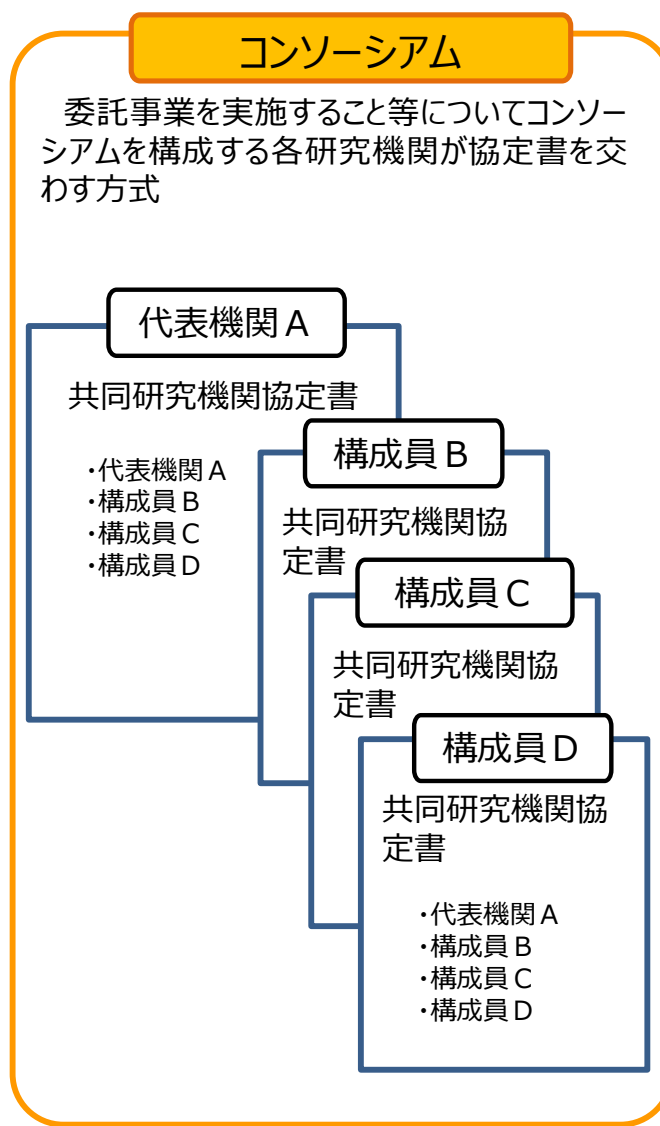 コンソーシアム
委託事業を実施すること等についてコンソー
シアムを構成する各研究機関が協定書を交
わす方式
代表機関Ａ
共同研究機関協定書
・代表機関Ａ
・構成員Ｂ
・構成員Ｃ
・構成員Ｄ
構成員Ｂ
共同研究機関協
定書
構成員Ｃ
共同研究機関協
定書
構成員Ｄ
共同研究機関協
定書
・代表機関Ａ
・構成員Ｂ
・構成員Ｃ
・構成員Ｄ